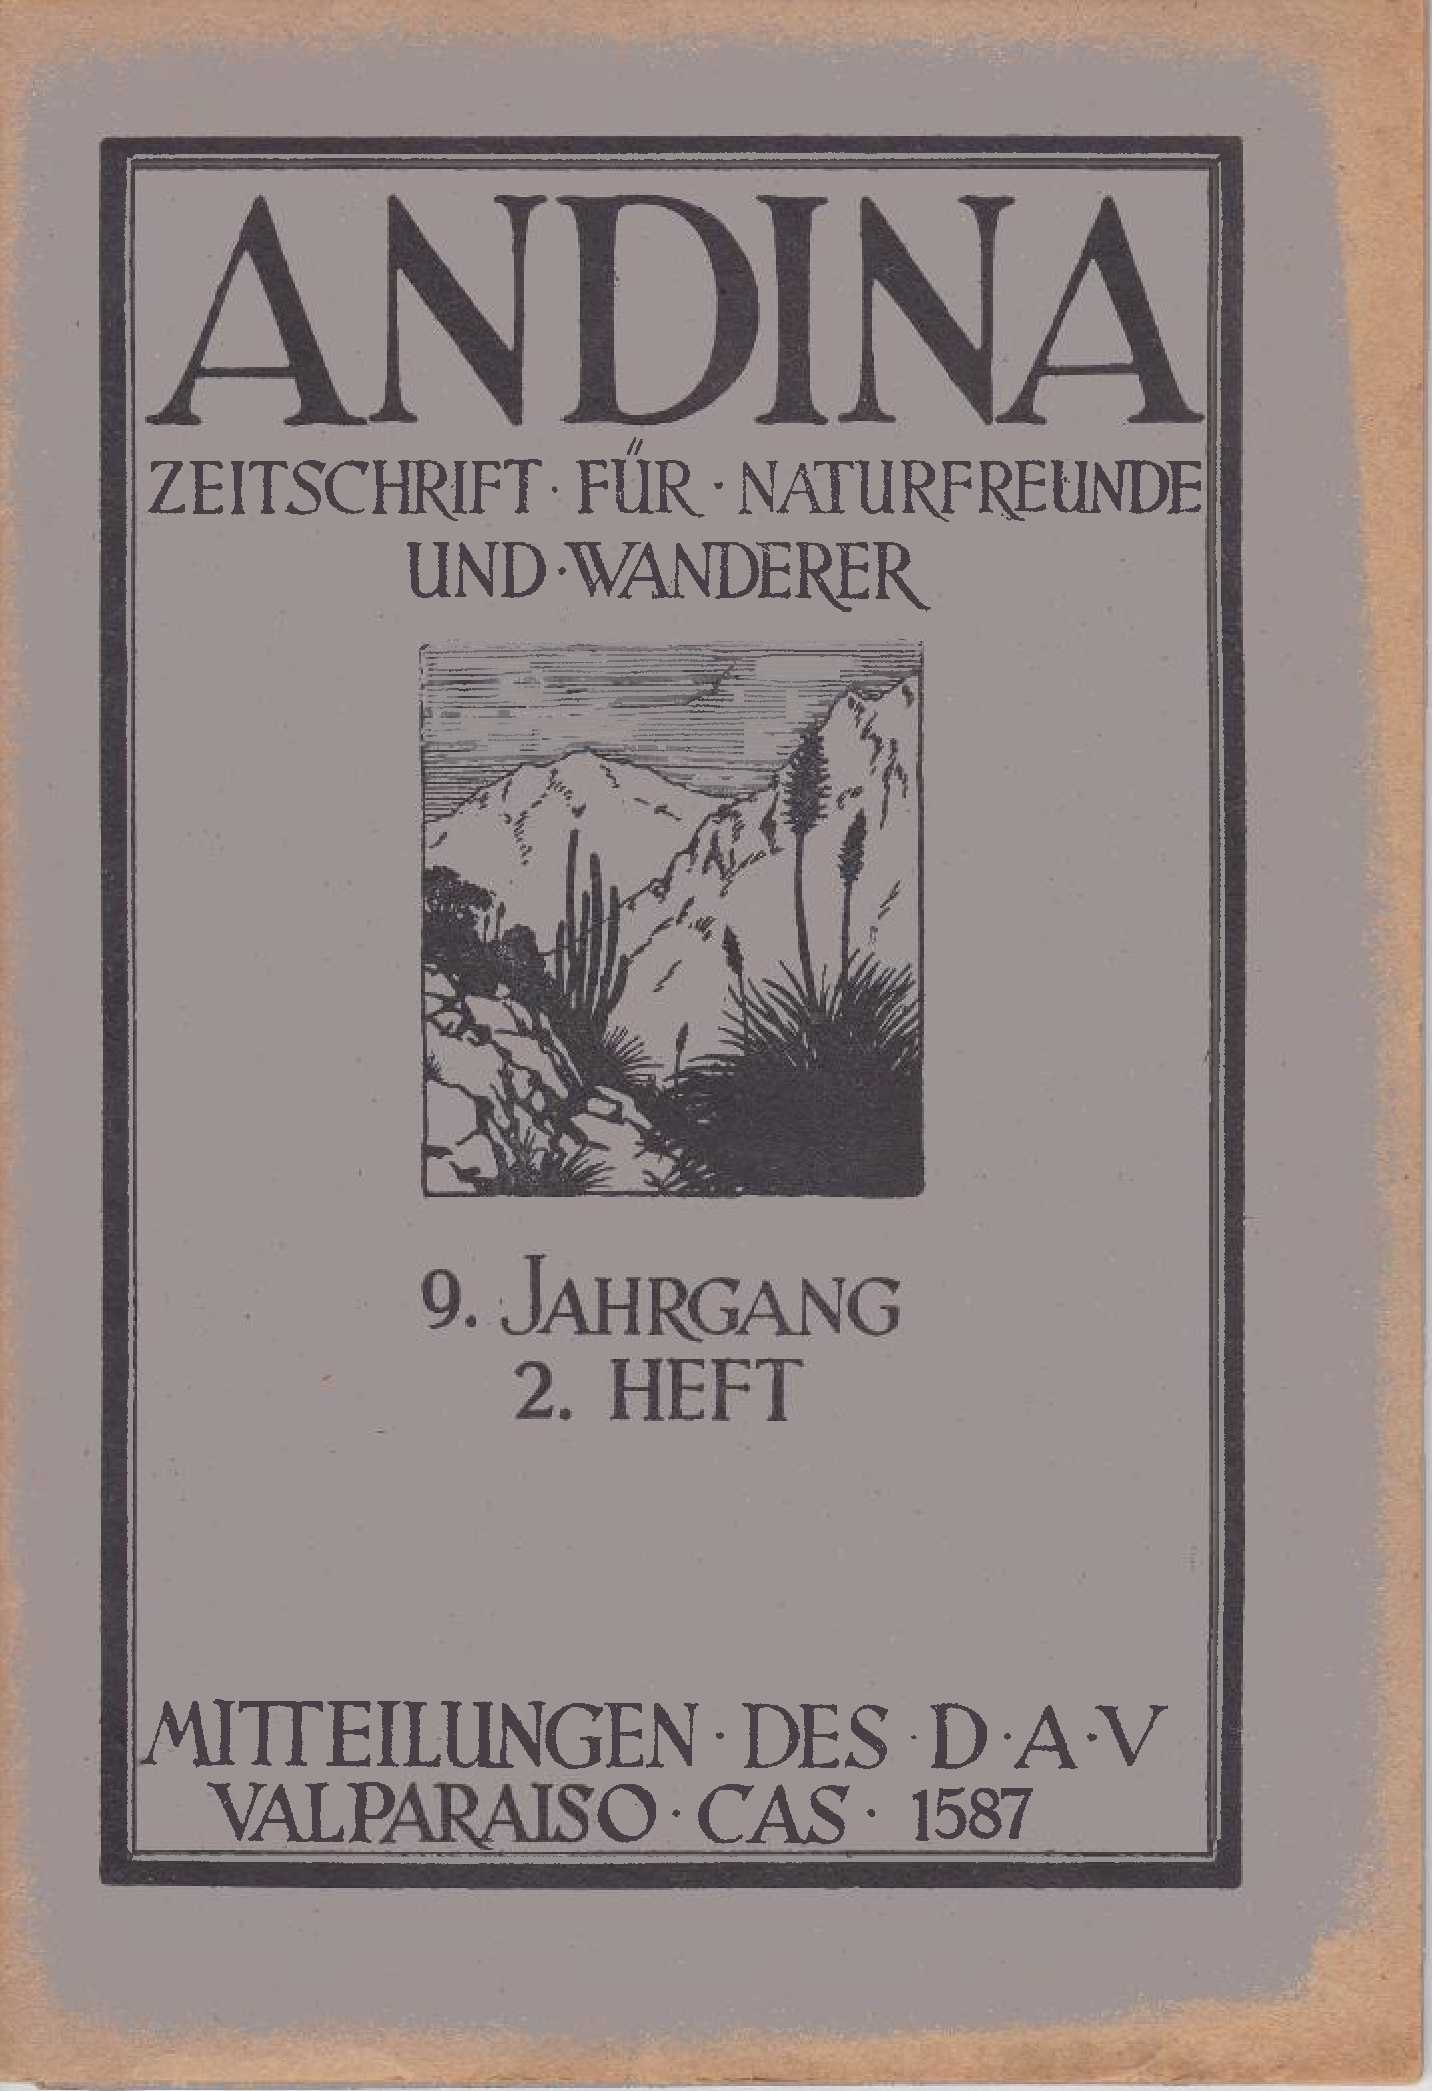 ANDINA
ZEITSCHRIFT · FÜR · NATURFREUNDE
UND · WANDERER
9. JAHRGANG
2. HEFT
MITTEILUNGEN · DES · D · A · V
VALPARAISO · CAS · 1587